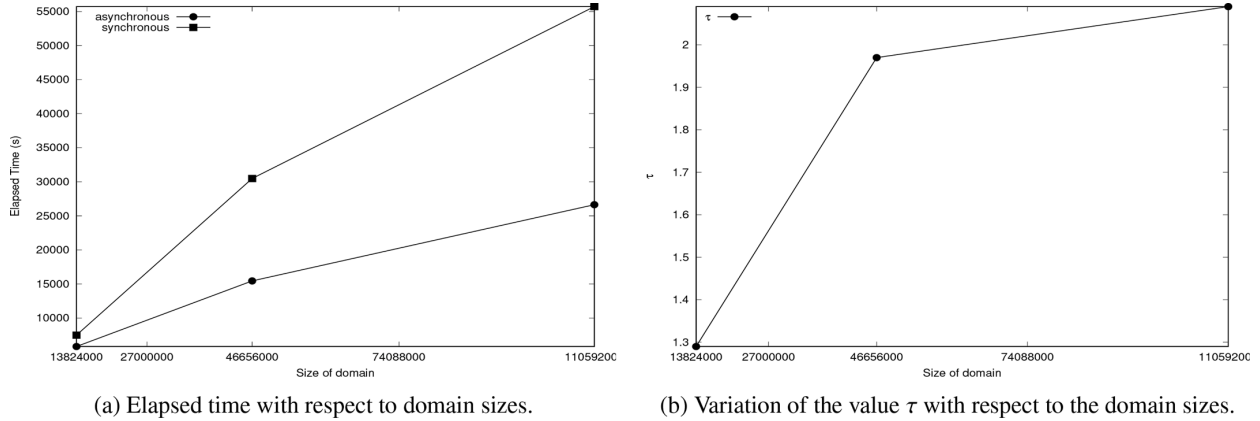 asynchronous
synchronous
55000
50000
45000
40000
35000
30000
25000
20000
15000
10000
Elapsed Time (s)
13824000 27000000 46656000 74088000 11059200
Size of domain
(a) Elapsed time with respect to domain sizes.
τ
2
1.9
1.8
1.7
1.6
1.5
1.4
1.3
τ
13824000 27000000 46656000 74088000 11059200
Size of domain
(b) Variation of the value τ with respect to the domain sizes.